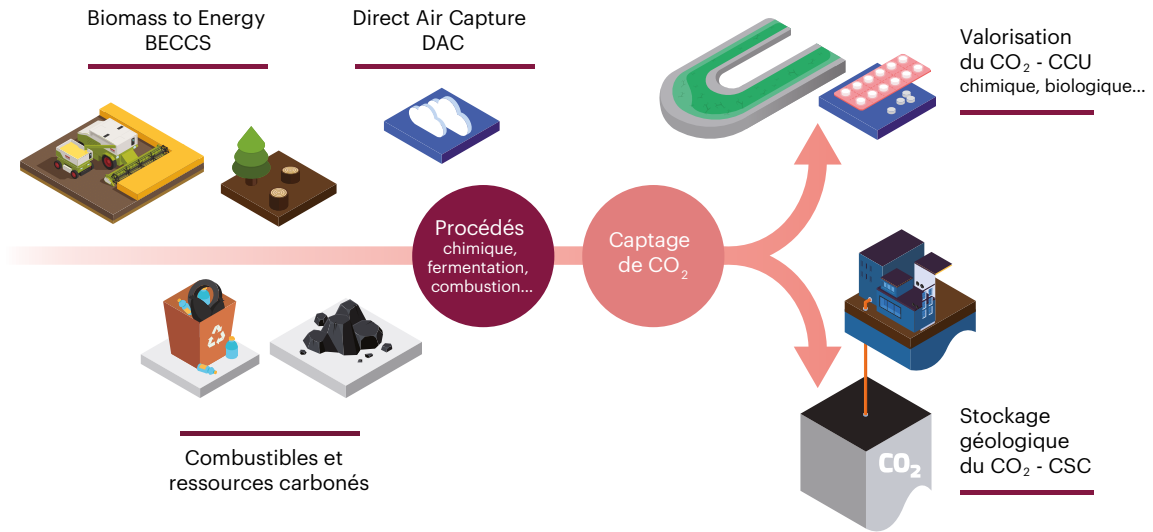 Biomass to Energy
BECCS
Direct Air Capture
DAC
Valorisation
du CO₂ - CCU
chimique, biologique...
Procédés
chimique,
fermentation,
combustion...
Captage
de CO₂
Combustibles et
ressources carbonés
CO₂
Stockage
géologique
du CO₂ - CSC